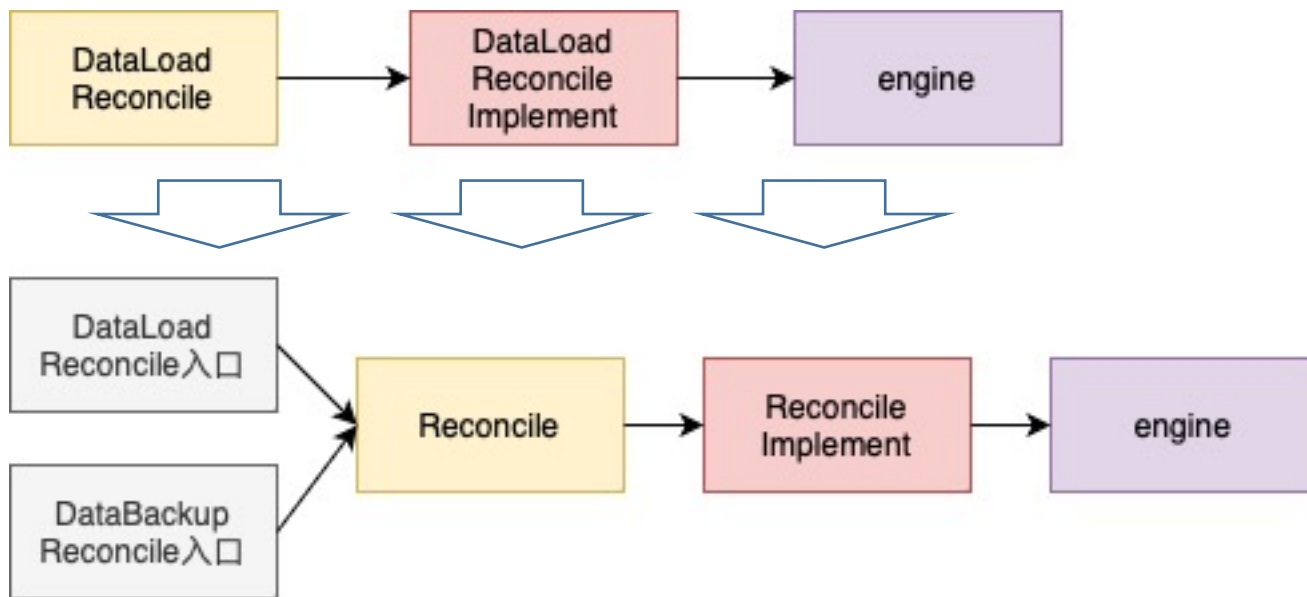 DataLoad
Reconcile
DataLoad
Reconcile
Implement
engine
DataLoad
Reconcile入口
DataBackup
Reconcile入口
Reconcile
Reconcile
Implement
engine